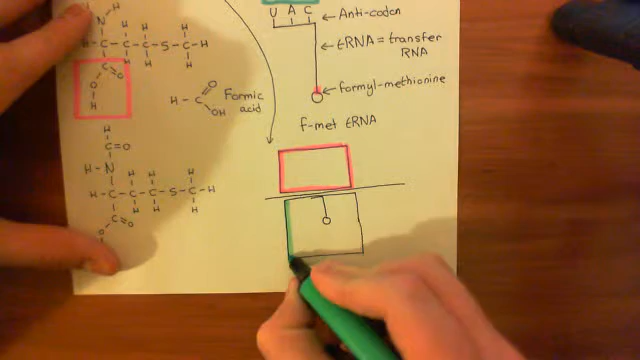 U A C
Anti-codon
tRNA = transfer
RNA
formyl-methionine
f-met tRNA
Formic
acid
H H H H
N
H-C-C-C-S-C-H
H H H
C
O O
H
H-C
O
OH
H
C=O
H-N H H H
H-C-C-C-S-C-H
H H H
C=O
O